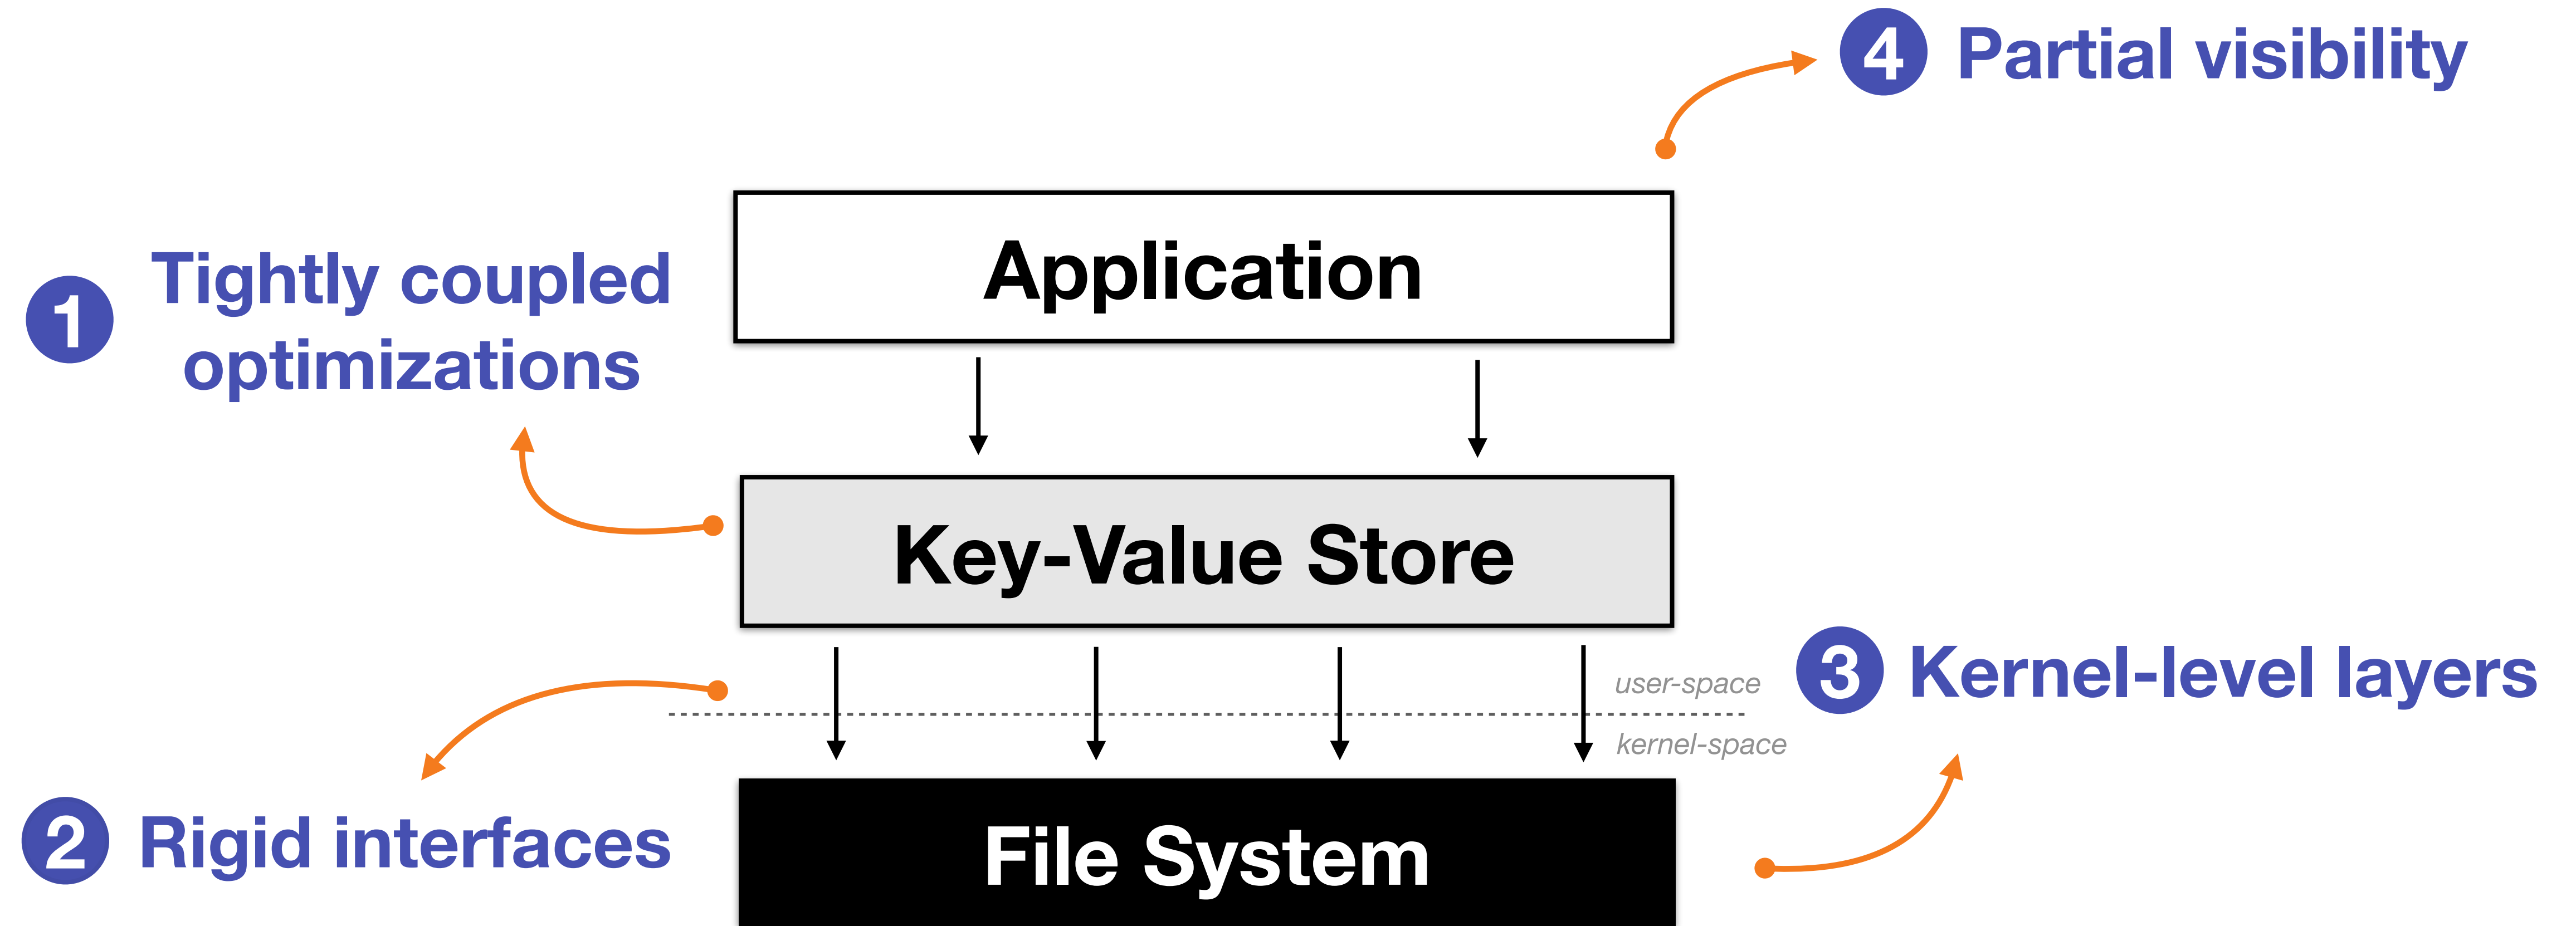 4 Partial visibility
Application
1 Tightly coupled
optimizations
Key-Value Store
user-space
kernel-space
3 Kernel-level layers
2 Rigid interfaces
File System